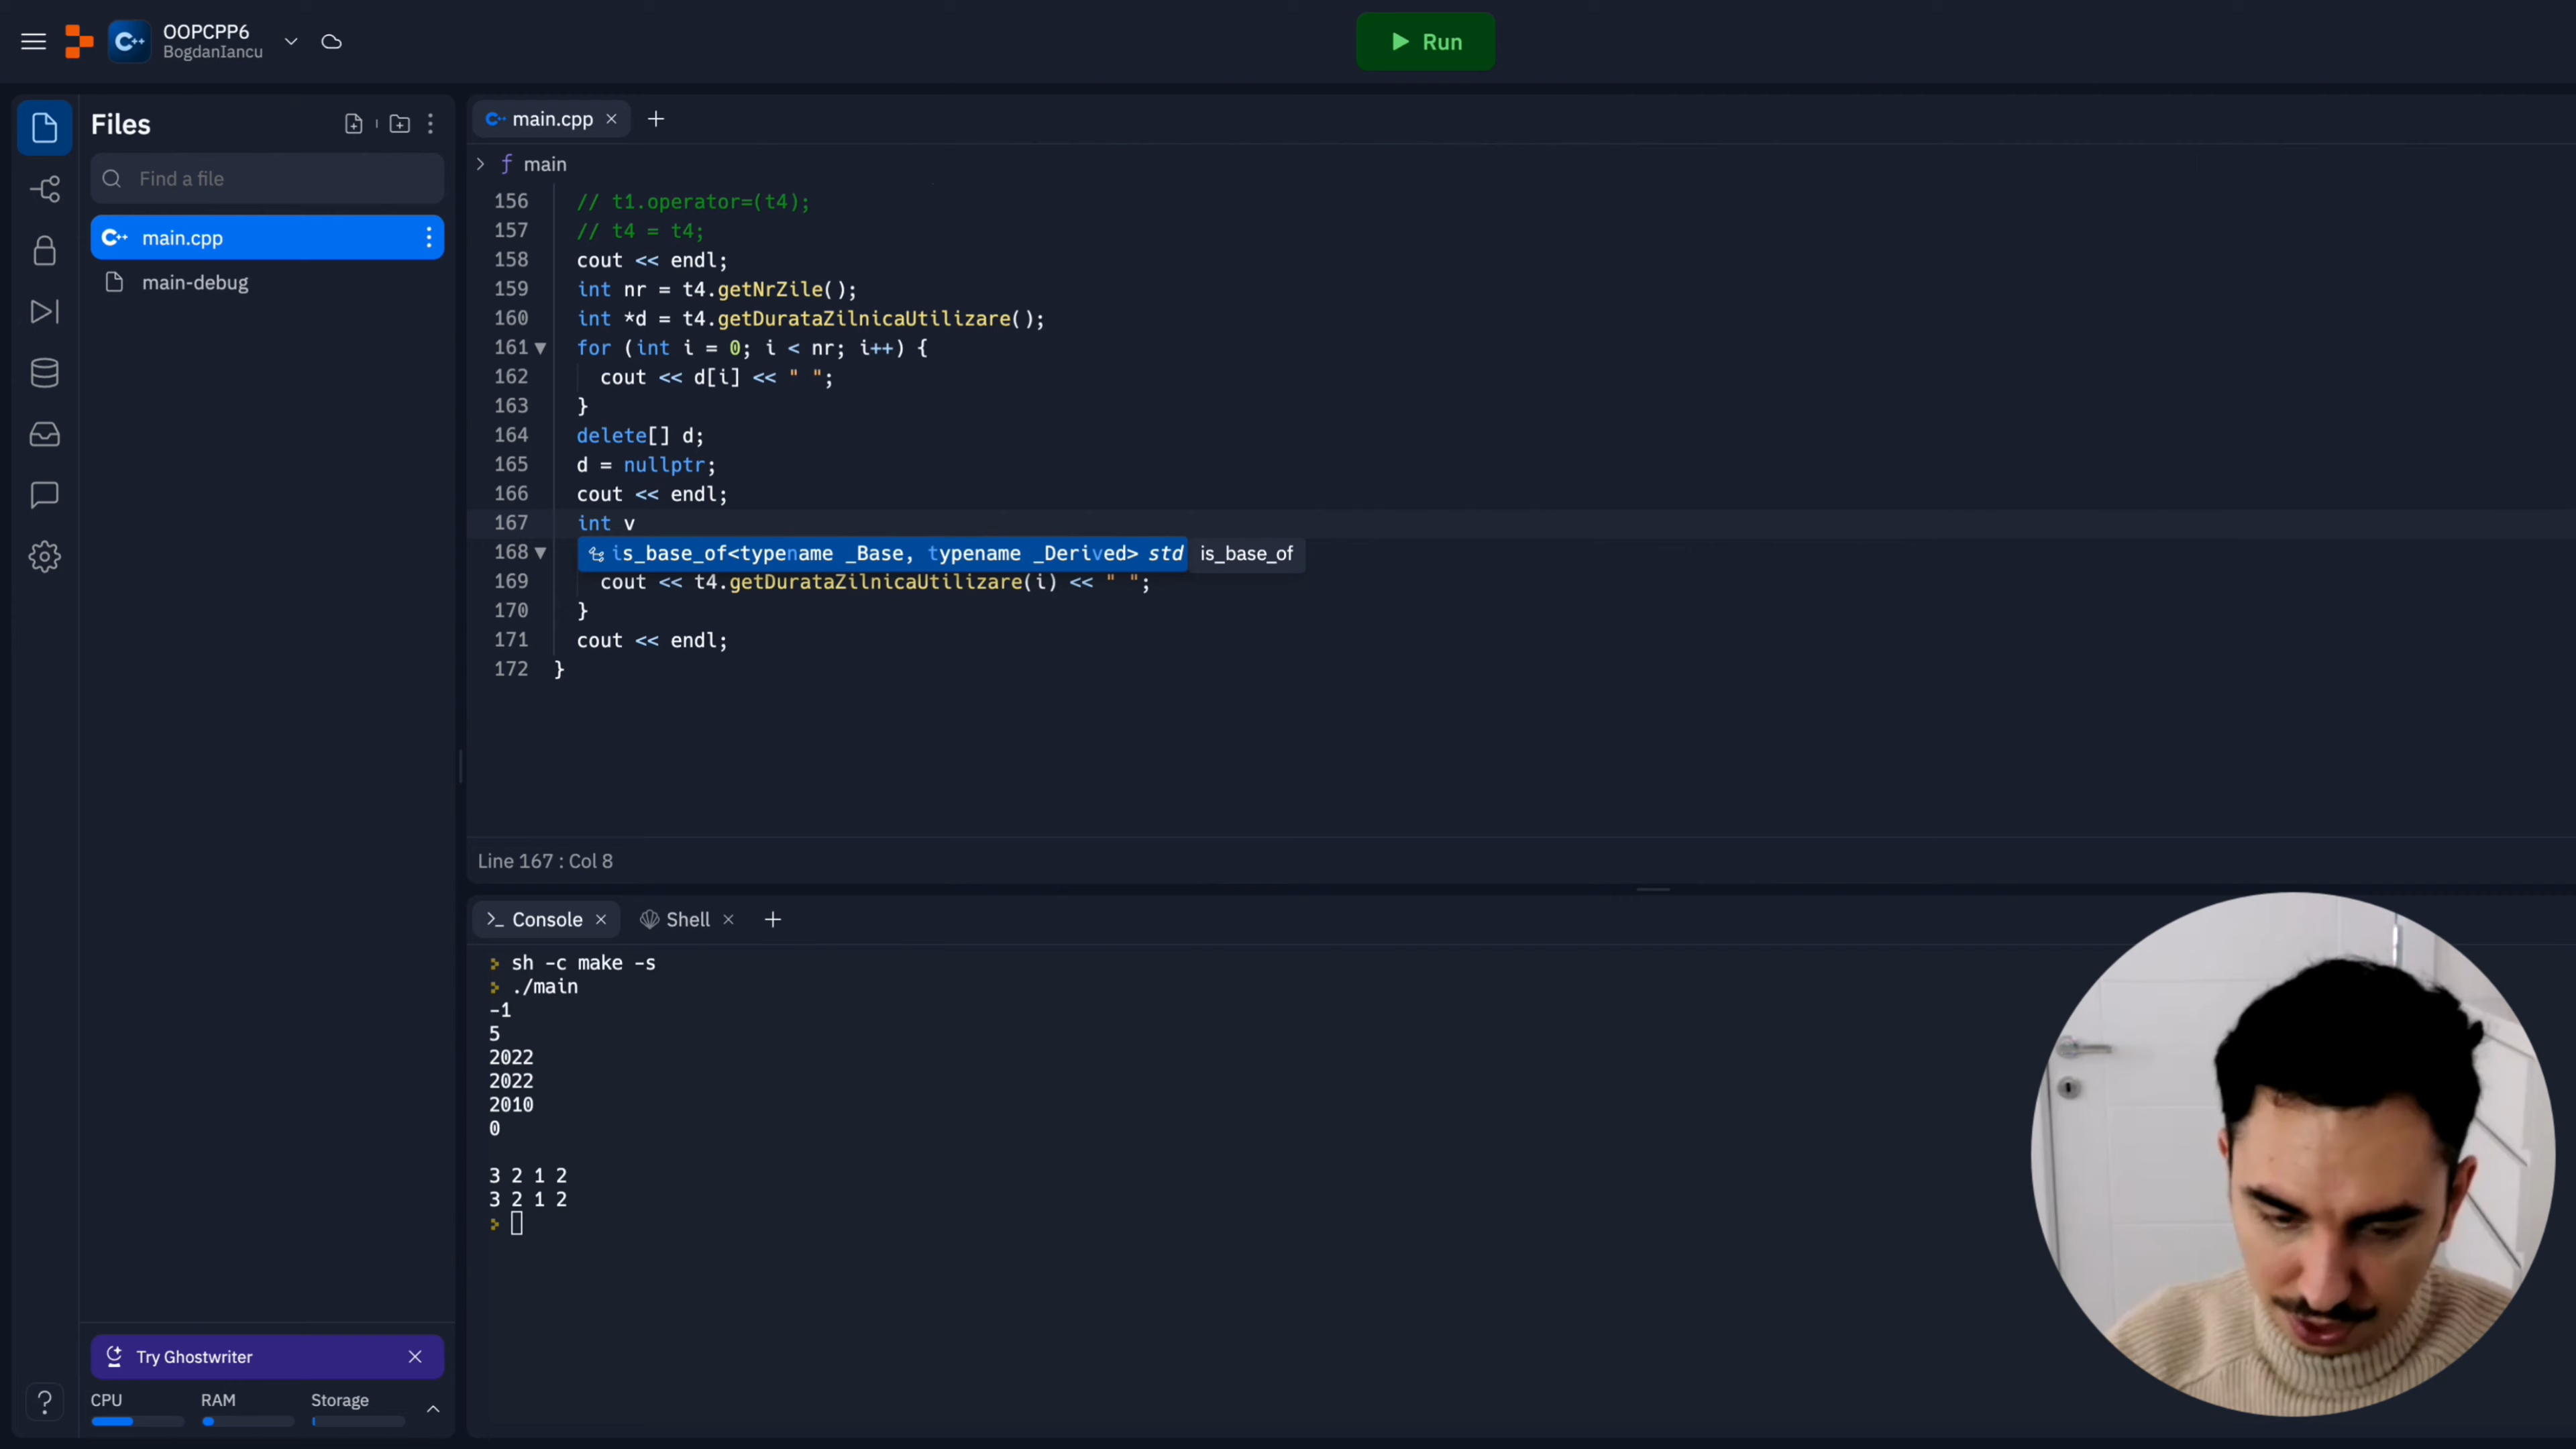 OOPCPP6
BogdanIancu
Run
Files
main.cpp
main
Find a file
156 // t1.operator=(t4);
157 // t4 = t4;
158 cout << endl;
159 int nr = t4.getNrZile();
160 int *d = t4.getDurataZilnicaUtilizare();
161 for (int i = 0; i < nr; i++) {
162 cout << d[i] << " ";
163 }
164 delete[] d;
165 d = nullptr;
166 cout << endl;
167 int v
168 is_base_of<typename _Base, typename _Derived> std is_base_of
169 cout << t4.getDurataZilnicaUtilizare(i) << " ";
170 }
171 cout << endl;
172 }
main.cpp
main-debug
Line 167 : Col 8
Console
Shell
sh -c make -s
./main
-1
5
2022
2022
2010
0
3 2 1 2
3 2 1 2
Try Ghostwriter
CPU RAM Storage